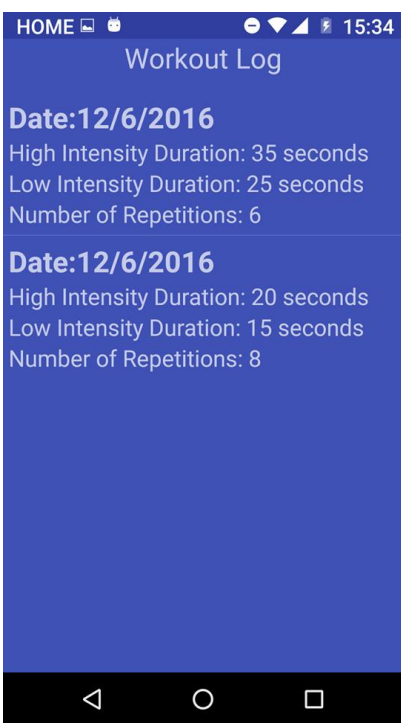 HOME 15:34
Workout Log
Date:12/6/2016
High Intensity Duration: 35 seconds
Low Intensity Duration: 25 seconds
Number of Repetitions: 6
Date:12/6/2016
High Intensity Duration: 20 seconds
Low Intensity Duration: 15 seconds
Number of Repetitions: 8